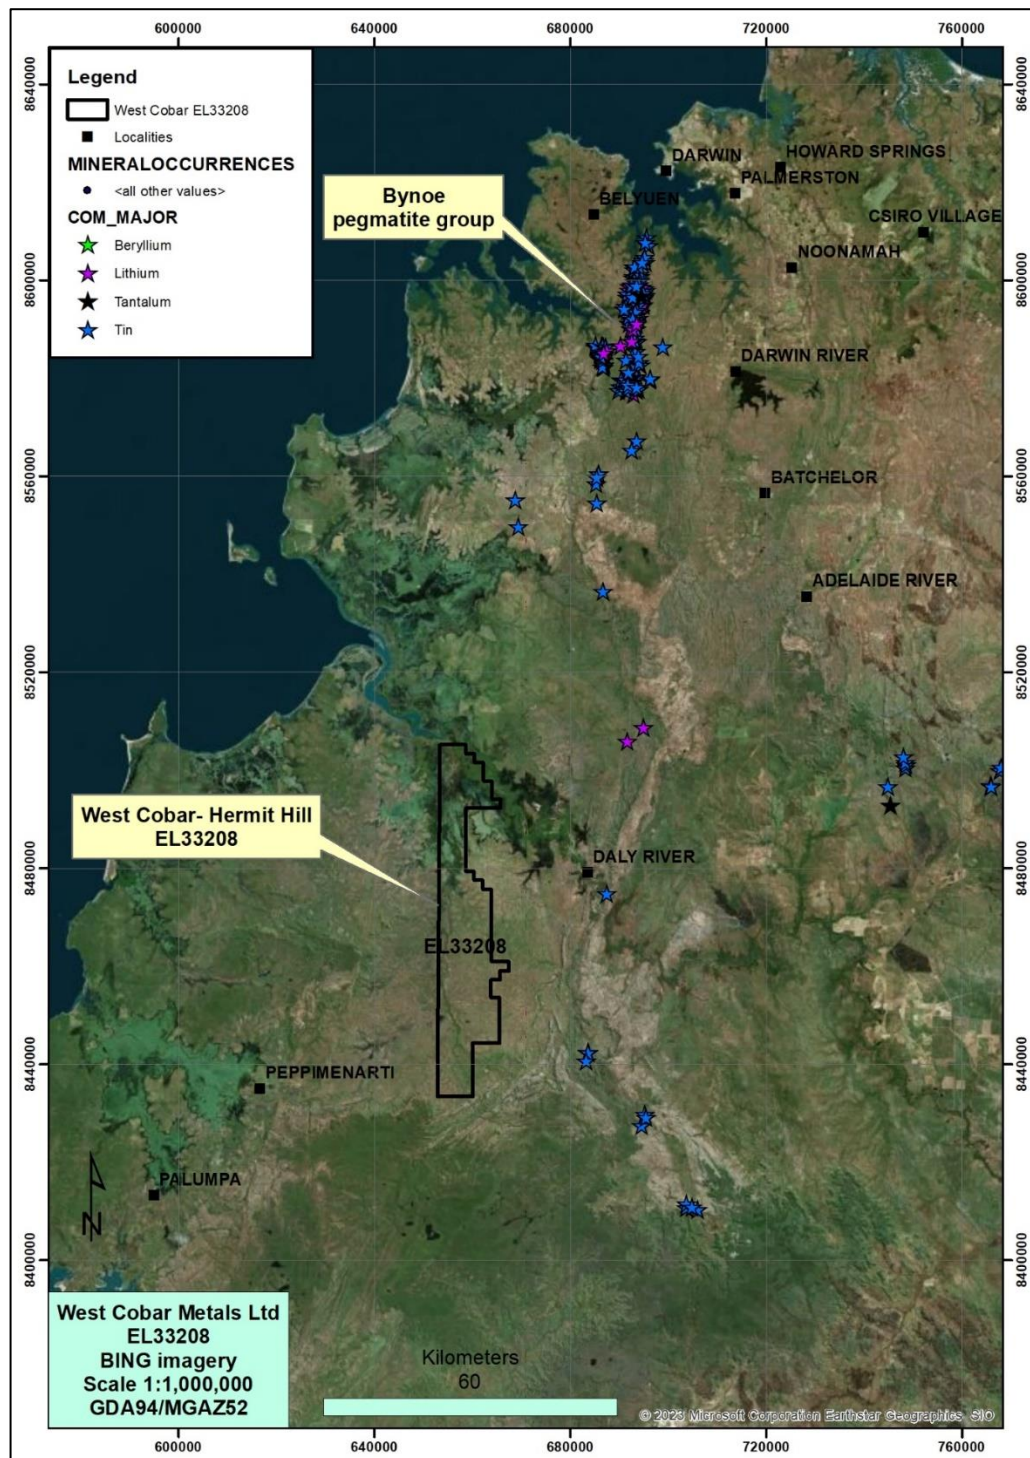 600000
640000
680000
720000
760000
8640000
8640000
Legend
West Cobar EL33208
Localities
MINERALOCCURRENCES
<all other values>
COM_MAJOR
Beryllium
Lithium
Tantalum
Tin
DARWIN
HOWARD SPRINGS
PALMERSTON
Bynoe
pegmatite group
BELYUEN
CSIRO VILLAGE
NOONAMAH
8600000
8600000
DARWIN RIVER
8560000
8560000
BATCHELOR
ADELAIDE RIVER
8520000
8520000
West Cobar- Hermit Hill
EL33208
DALY RIVER
8480000
8480000
EL33208
8440000
8440000
PEPPIMENARTI
PALUMPA
N
8400000
8400000
West Cobar Metals Ltd
EL33208
BING imagery
Scale 1:1,000,000
GDA94/MGAZ52
Kilometers
60
© 2023 Microsoft Corporation Earthstar Geographics SIO
600000
640000
680000
720000
760000